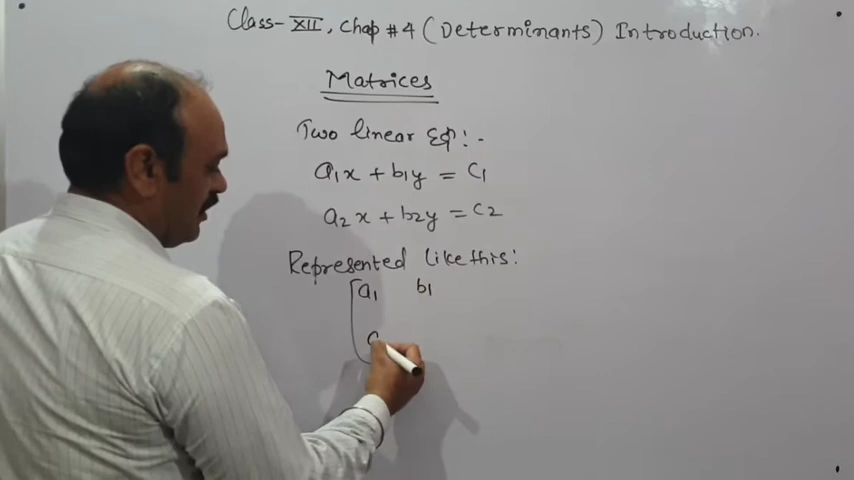 Class-XII, Chap #4 (Determinants) Introduction.
Matrices
Two linear Eq:-
a₁x + b₁y = c₁
a₂x + b₂y = c₂
Represented like this:
[a₁ b₁
a